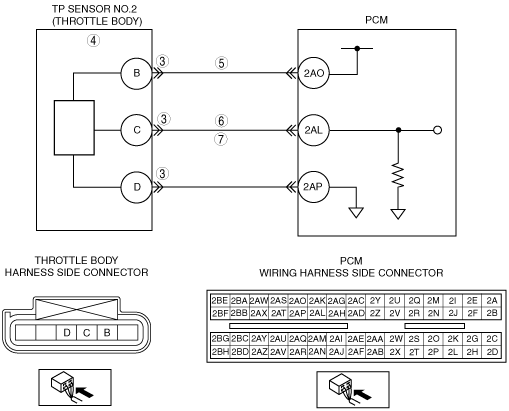 TP SENSOR NO.2
(THROTTLE BODY)
PCM
④
B ③ ⑤ 2AO
C ③ ⑥ 2AL
⑦
D ③ 2AP
THROTTLE BODY
HARNESS SIDE CONNECTOR
D C B
PCM
WIRING HARNESS SIDE CONNECTOR
2BE 2BA 2AW 2AS 2AO 2AK 2AG 2AC 2Y 2U 2Q 2M 2I 2E 2A
2BF 2BB 2AX 2AT 2AP 2AL 2AH 2AD 2Z 2V 2R 2N 2J 2F 2B
2BG 2BC 2AY 2AU 2AQ 2AM 2AI 2AE 2AA 2W 2S 2O 2K 2G 2C
2BH 2BD 2AZ 2AV 2AR 2AN 2AJ 2AF 2AB 2X 2T 2P 2L 2H 2D